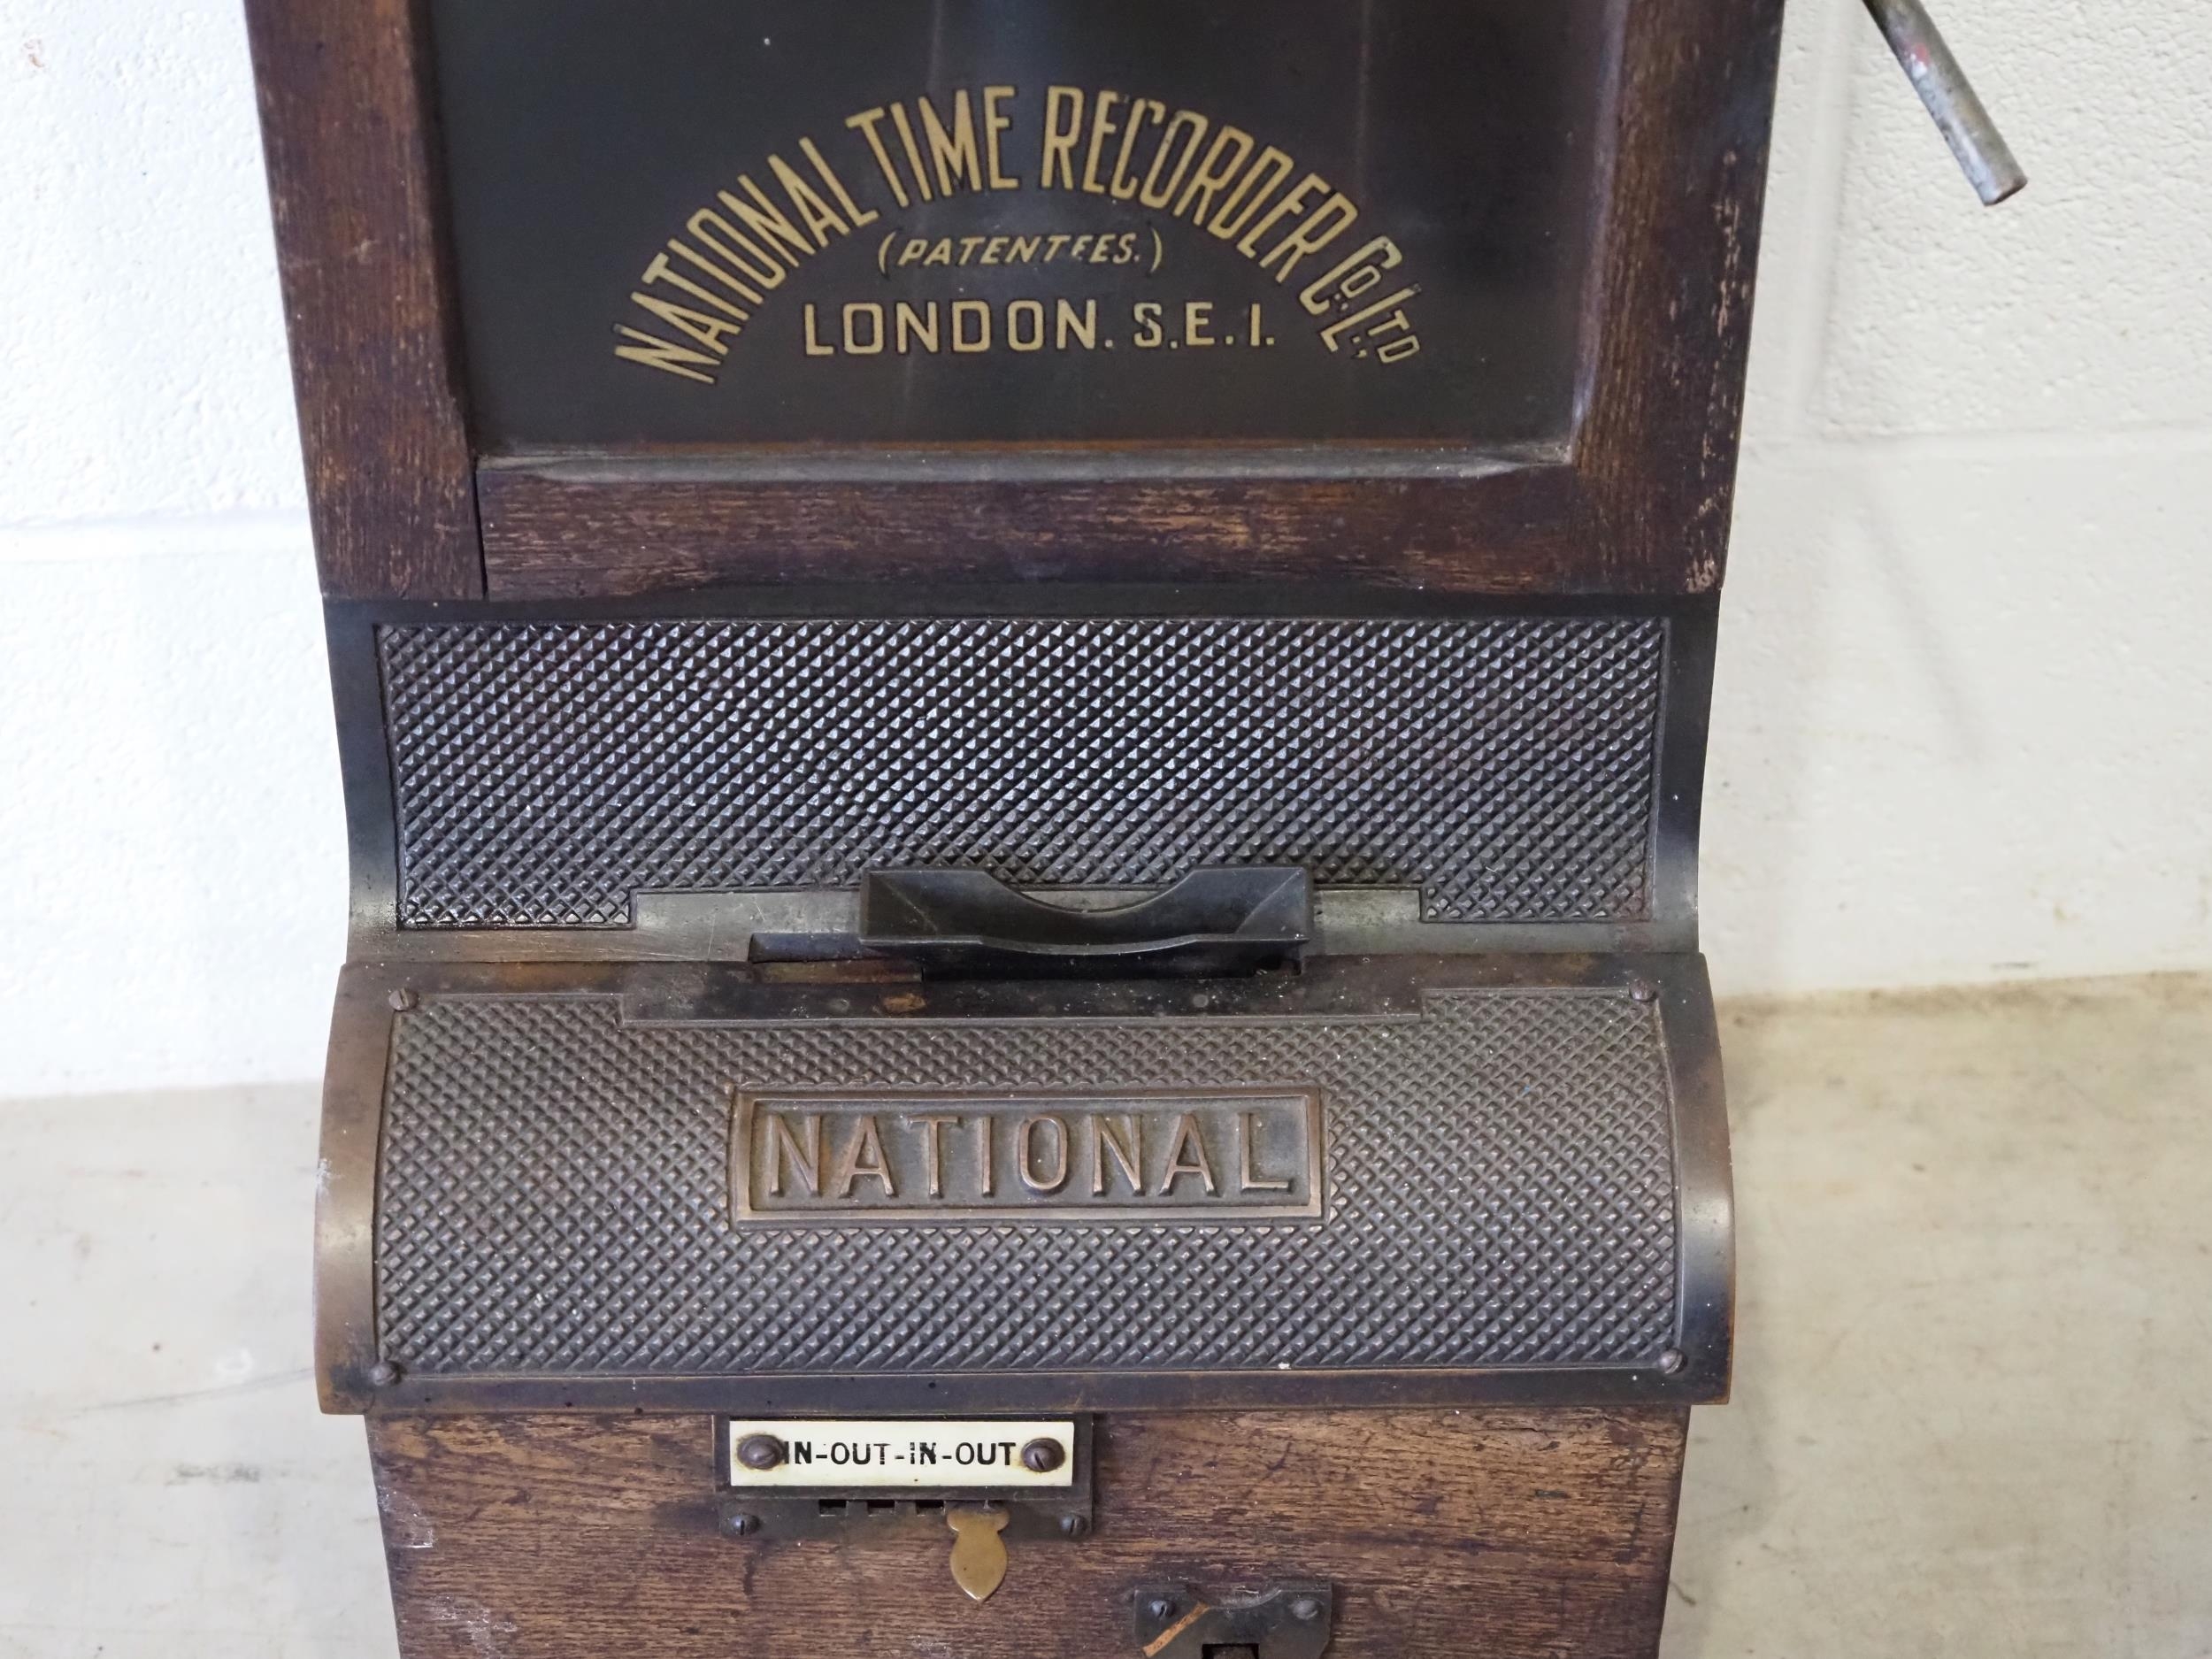 NATIONAL TIME RECORDER CO. LTD
(PATENTEES.)
LONDON. S.E.1.
NATIONAL
IN-OUT-IN-OUT